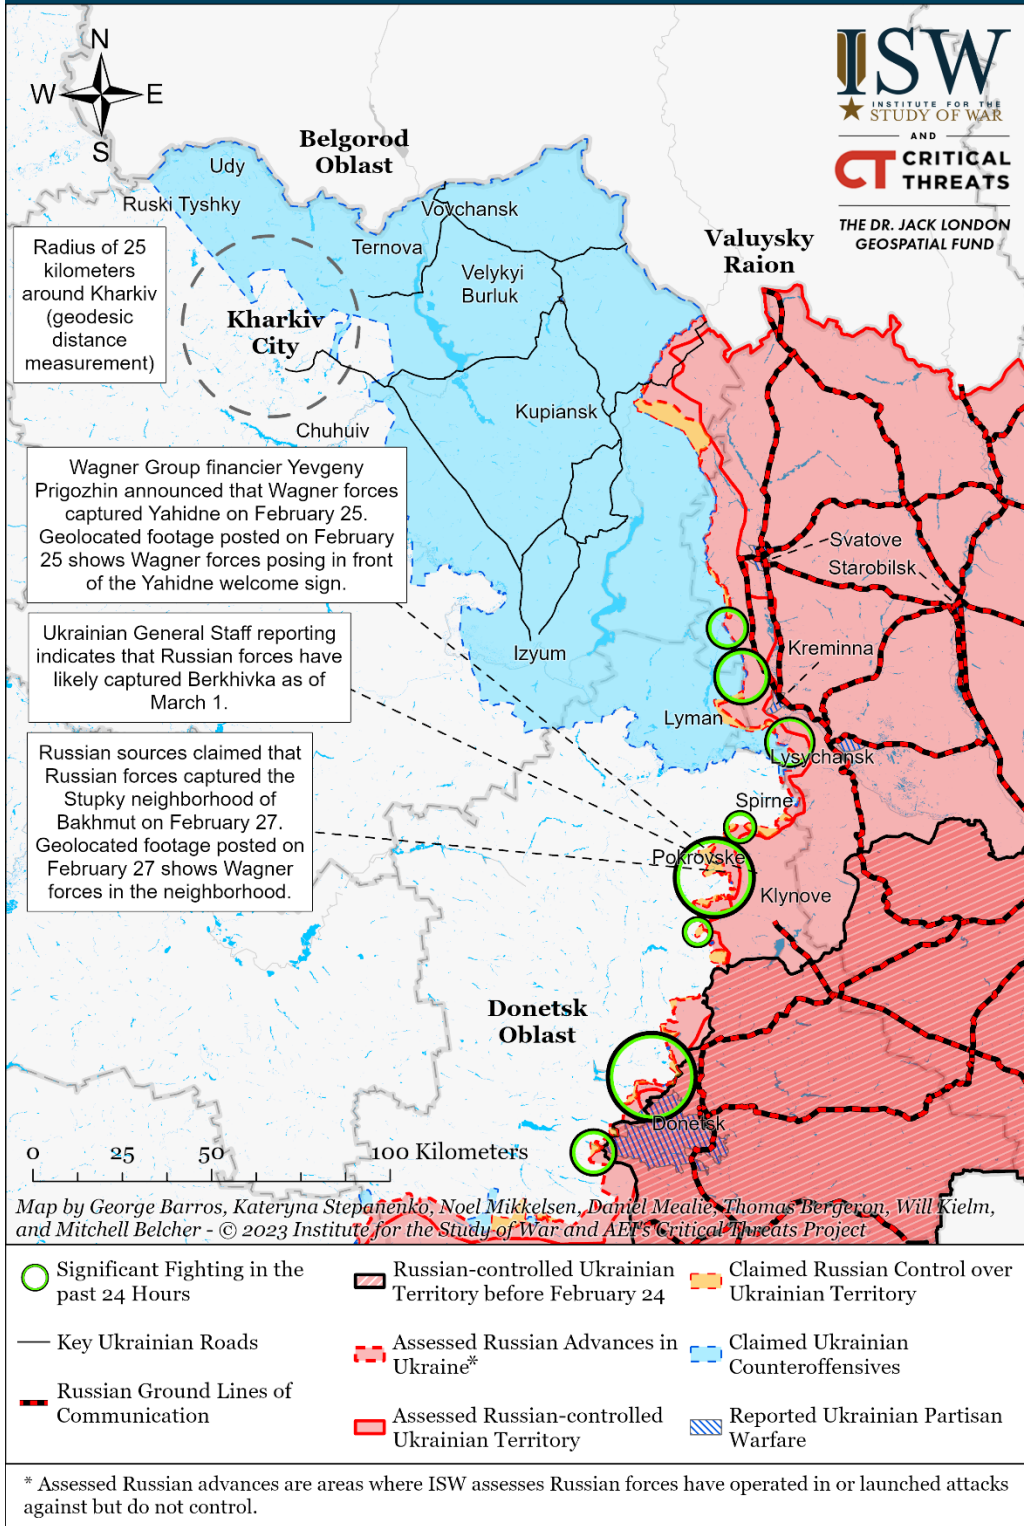 N
W
E
S
ISW
INSTITUTE FOR THE
STUDY OF WAR
AND
CT CRITICAL
THREATS
THE DR. JACK LONDON
GEOSPATIAL FUND
Belgorod
Oblast
Udy
Ruski Tyshky
Vovchansk
Ternova
Velykyi
Burluk
Valuysky
Raion
Radius of 25
kilometers
around Kharkiv
(geodesic
distance
measurement)
Kharkiv
City
Kupiansk
Chuhuiv
Wagner Group financier Yevgeny
Prigozhin announced that Wagner forces
captured Yahidne on February 25.
Geolocated footage posted on February
25 shows Wagner forces posing in front
of the Yahidne welcome sign.
Svatove
Starobilsk
Ukrainian General Staff reporting
indicates that Russian forces have
likely captured Berkhivka as of
March 1.
Izyum
Kreminna
Lyman
Lysychansk
Russian sources claimed that
Russian forces captured the
Stupky neighborhood of
Bakhmut on February 27.
Geolocated footage posted on
February 27 shows Wagner
forces in the neighborhood.
Spirne
Pokrovske
Klynove
Donetsk
Oblast
Donetsk
0 25 50 100 Kilometers
Map by George Barros, Kateryna Stepanenko, Noel Mikkelsen, Daniel Mealie, Thomas Bergeron, Will Kielm,
and Mitchell Belcher - © 2023 Institute for the Study of War and AEI's Critical Threats Project
Significant Fighting in the
past 24 Hours
Key Ukrainian Roads
Russian Ground Lines of
Communication
Russian-controlled Ukrainian
Territory before February 24
Assessed Russian Advances in
Ukraine*
Assessed Russian-controlled
Ukrainian Territory
Claimed Russian Control over
Ukrainian Territory
Claimed Ukrainian
Counteroffensives
Reported Ukrainian Partisan
Warfare
* Assessed Russian advances are areas where ISW assesses Russian forces have operated in or launched attacks
against but do not control.